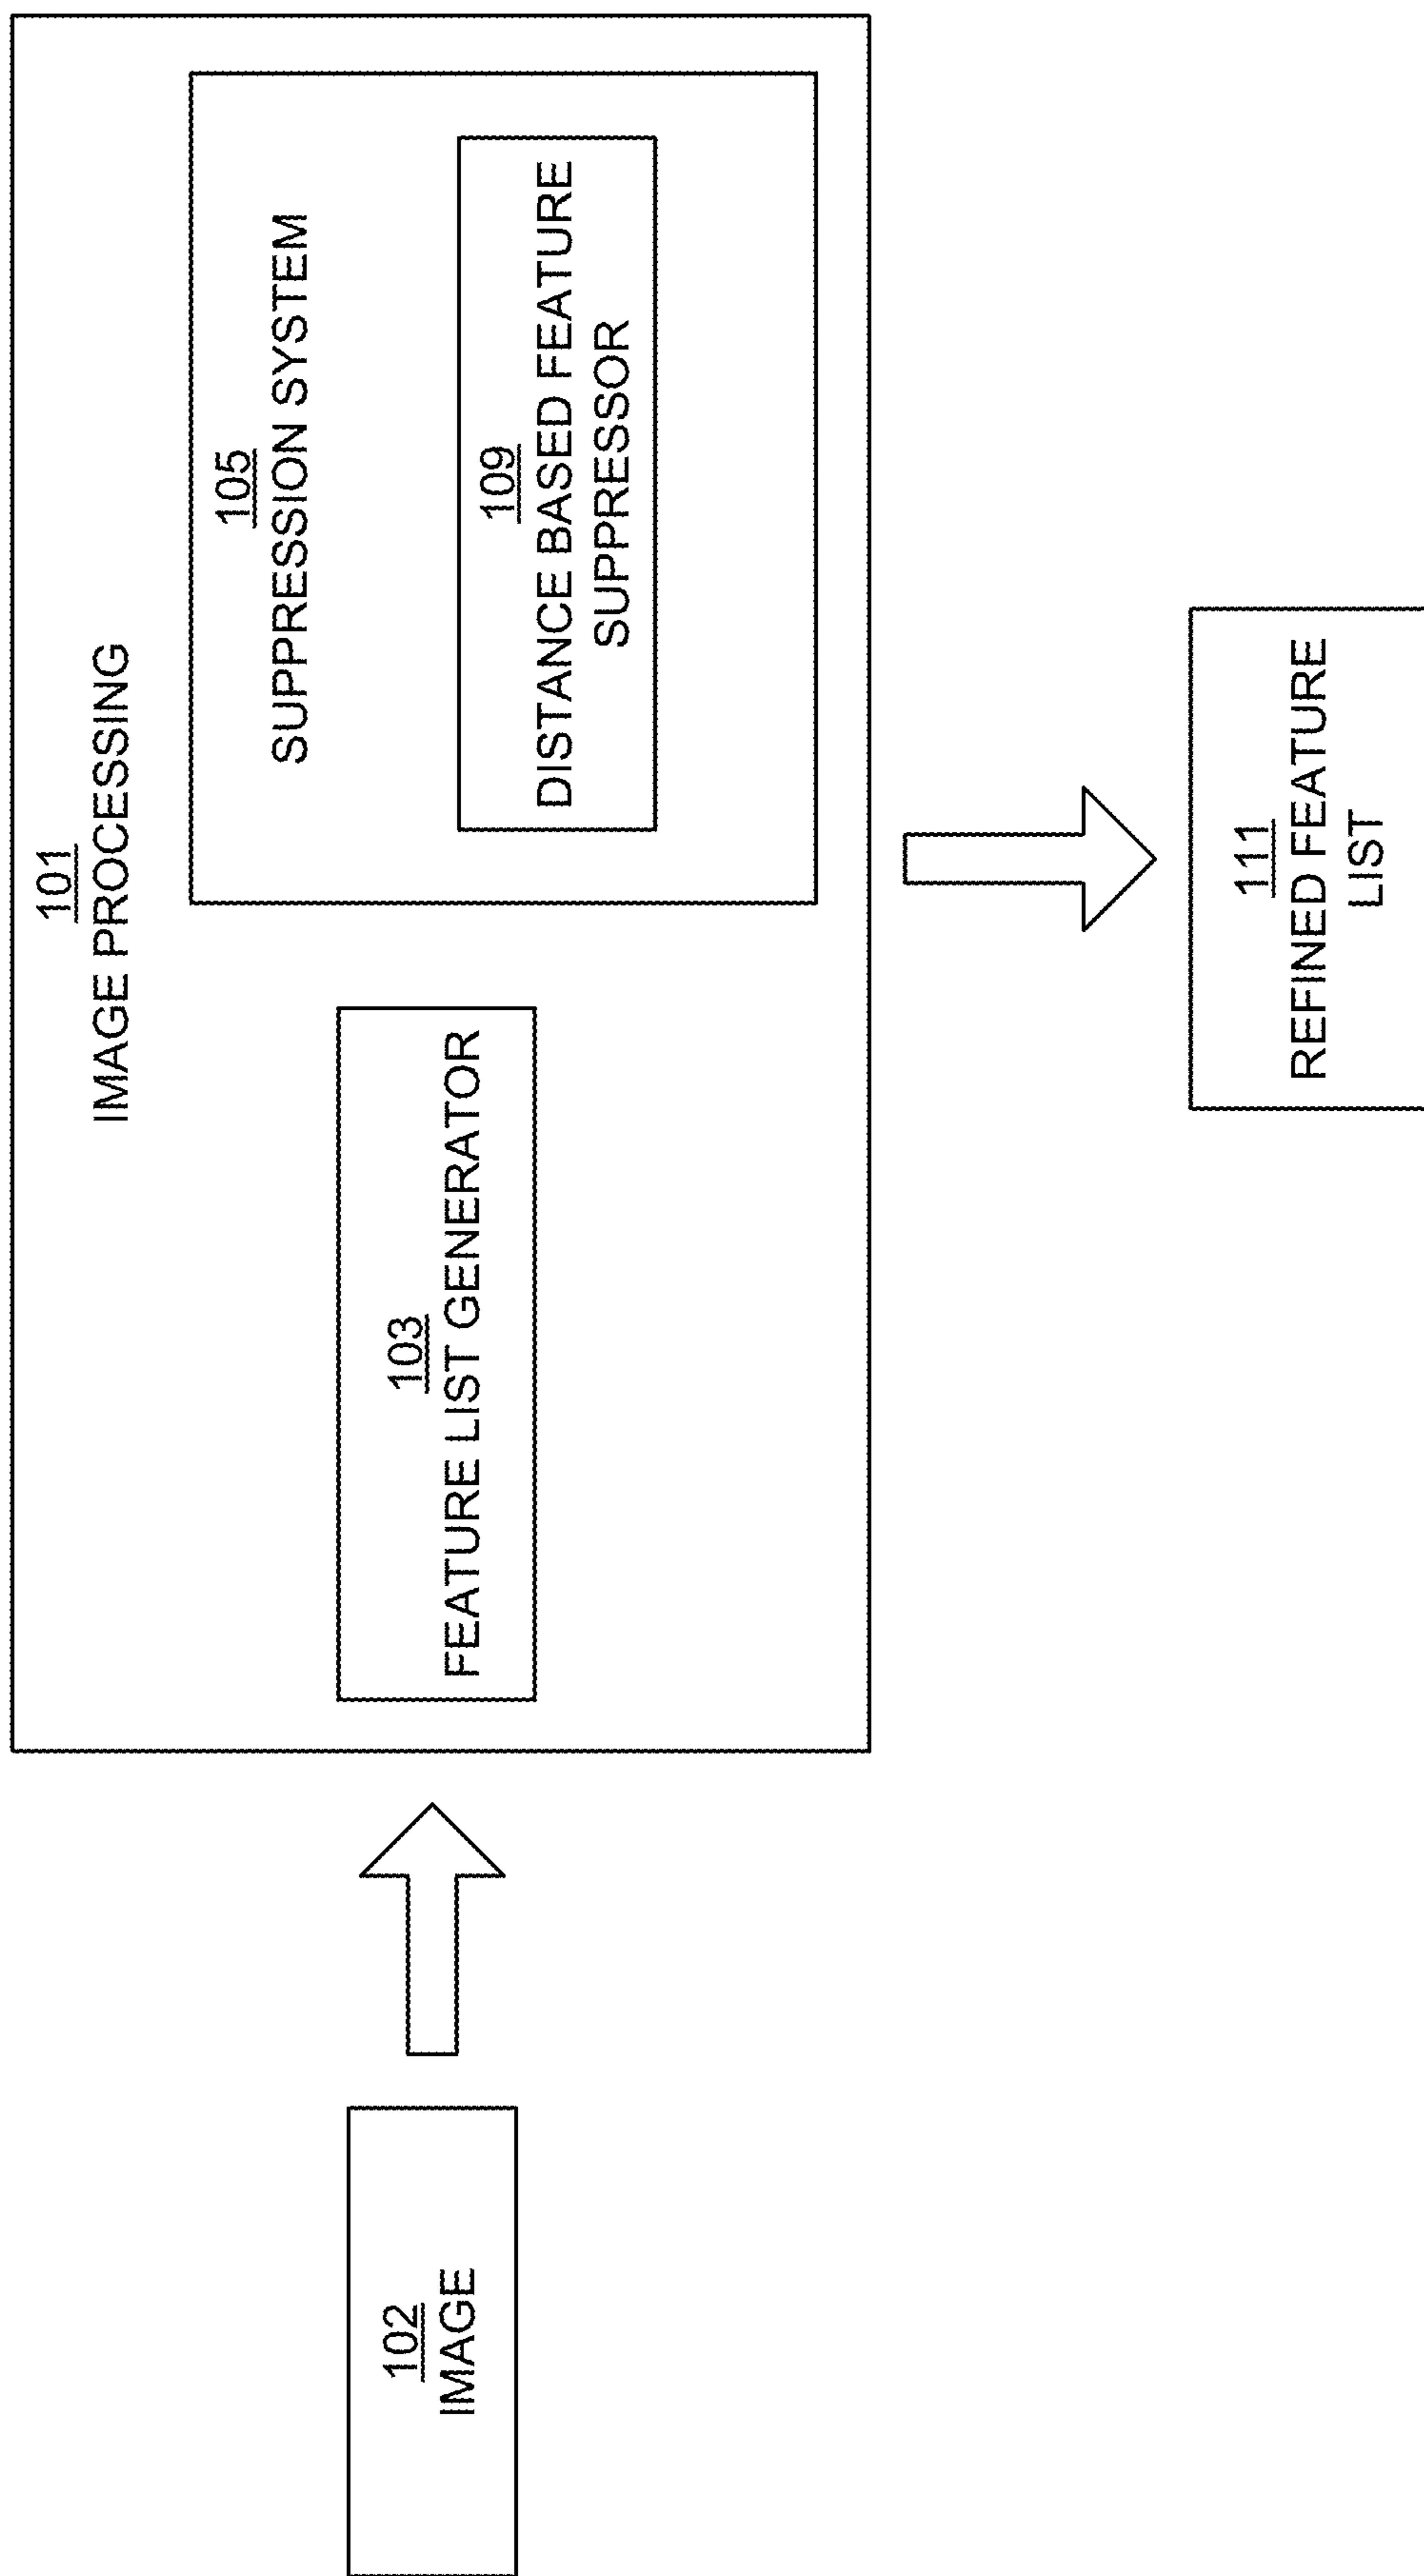 101
IMAGE PROCESSING
102
IMAGE
103
FEATURE LIST GENERATOR
105
SUPPRESSION SYSTEM
109
DISTANCE BASED FEATURE
SUPPRESSOR
111
REFINED FEATURE
LIST